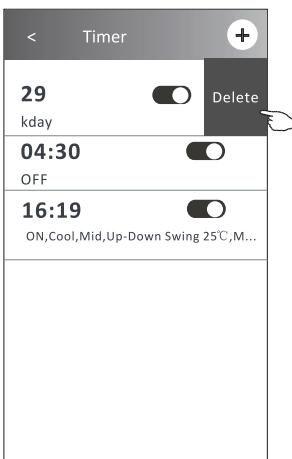 < Timer +
29
kday
Delete
04:30
OFF
16:19
ON,Cool,Mid,Up-Down Swing 25℃,M...